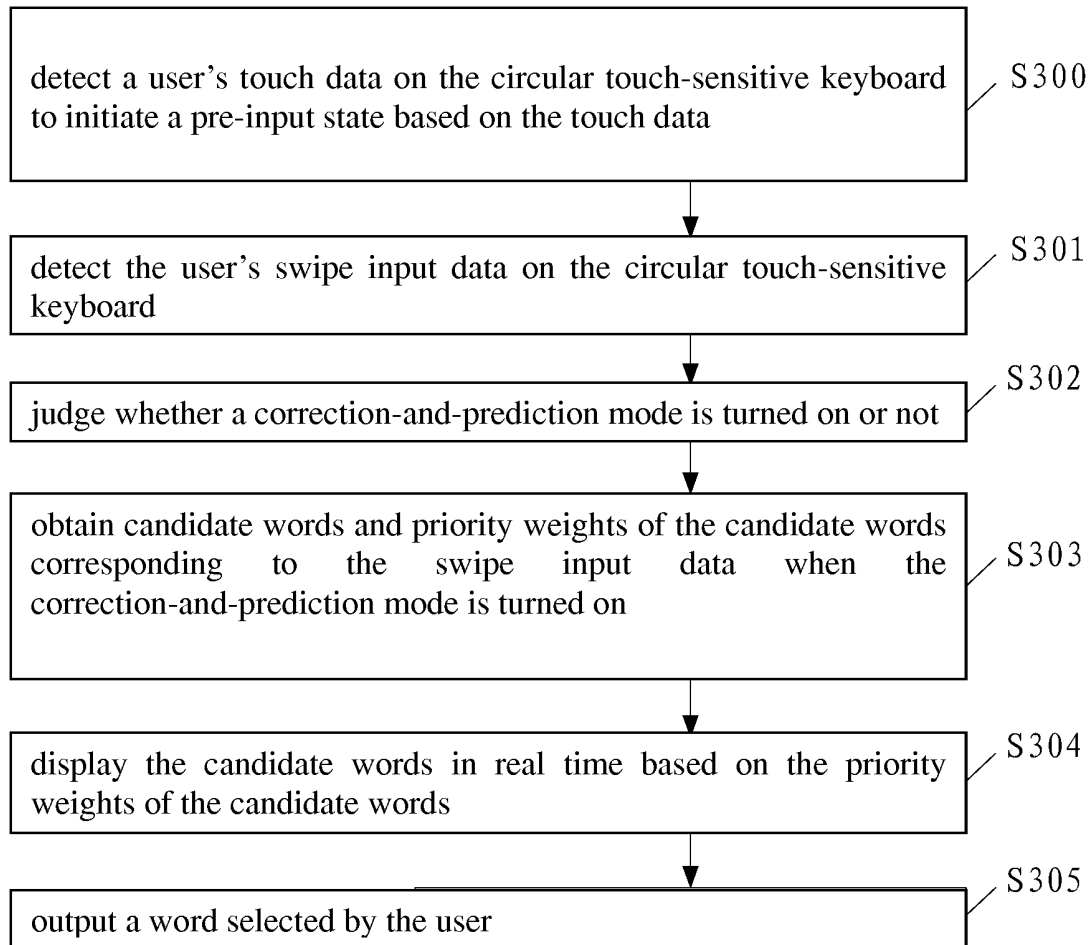 detect a user's touch data on the circular touch-sensitive keyboard
to initiate a pre-input state based on the touch data
S300
detect the user's swipe input data on the circular touch-sensitive
keyboard
S301
judge whether a correction-and-prediction mode is turned on or not
S302
obtain candidate words and priority weights of the candidate words
corresponding to the swipe input data when the
correction-and-prediction mode is turned on
S303
display the candidate words in real time based on the priority
weights of the candidate words
S304
output a word selected by the user
S305